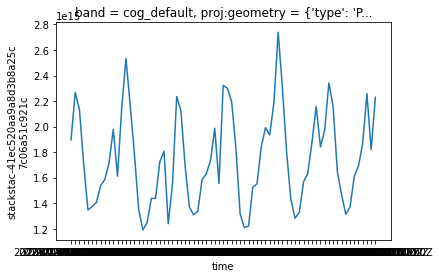 band = cog_default, proj:geometry = {'type': 'P...
1e15
2.8
2.6
2.4
2.2
2.0
1.8
1.6
1.4
1.2
stackstac-41ec520aa9a8d3b8a25c
7c06a51c921c
time